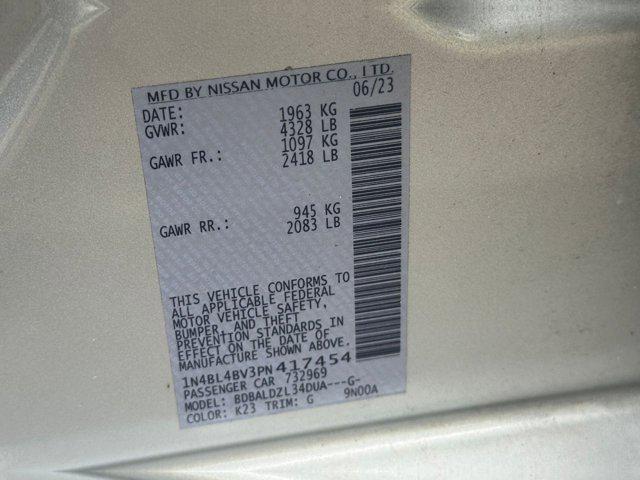 MFD BY NISSAN MOTOR CO., LTD.
DATE: 06/23
GVWR: 1963 KG
4328 LB
GAWR FR.: 1097 KG
2418 LB
GAWR RR.: 945 KG
2083 LB
THIS VEHICLE CONFORMS TO
ALL APPLICABLE FEDERAL
MOTOR VEHICLE SAFETY,
BUMPER, AND THEFT
PREVENTION STANDARDS IN
EFFECT ON THE DATE OF
MANUFACTURE SHOWN ABOVE.
1N4BL4BV3PN417454
PASSENGER CAR 732969
MODEL: BDBALDZL34DUA---G-
COLOR: K23 TRIM: G 9N00A